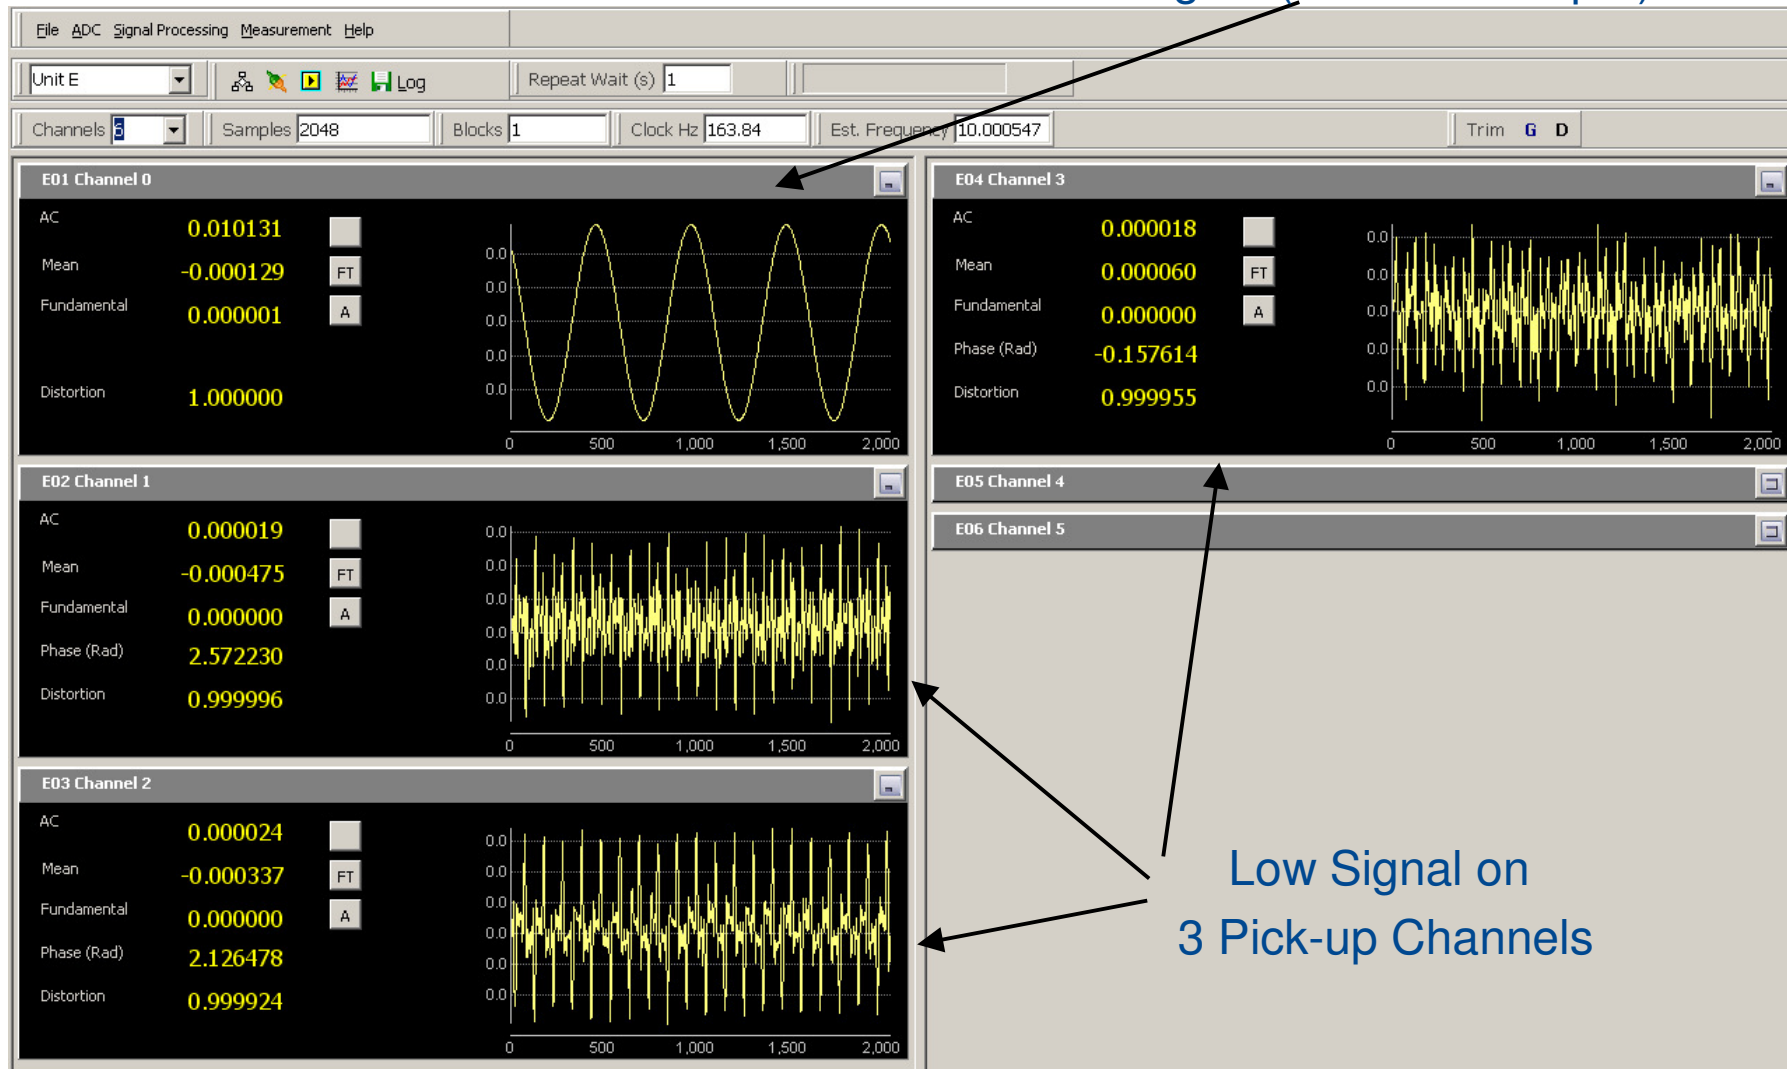 File ADC Signal Processing Measurement Help
Unit E Log Repeat Wait (s) 1
Channels 6 Samples 2048 Blocks 1 Clock Hz 163.84 Est. Frequency 10.000547 Trim G D
E01 Channel 0
AC 0.010131
Mean -0.000129 FT
Fundamental 0.000001 A
Distortion 1.000000
0.0
0.0
0.0
0.0
0.0
0 500 1,000 1,500 2,000
E02 Channel 1
AC 0.000019
Mean -0.000475 FT
Fundamental 0.000000 A
Phase (Rad) 2.572230
Distortion 0.999996
0.0
0.0
0.0
0.0
0.0
0.0
0 500 1,000 1,500 2,000
E03 Channel 2
AC 0.000024
Mean -0.000337 FT
Fundamental 0.000000 A
Phase (Rad) 2.126478
Distortion 0.999924
0.0
0.0
0.0
0.0
0.0
0.0
0 500 1,000 1,500 2,000
E04 Channel 3
AC 0.000018
Mean 0.000060 FT
Fundamental 0.000000 A
Phase (Rad) -0.157614
Distortion 0.999955
0.0
0.0
0.0
0.0
0.0
0 500 1,000 1,500 2,000
E05 Channel 4
E06 Channel 5
Low Signal on
3 Pick-up Channels